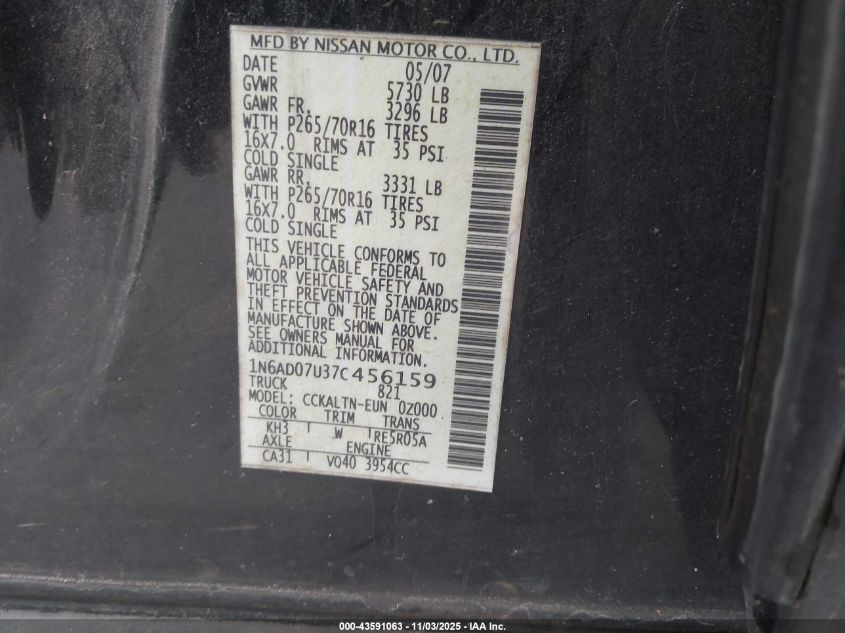 MFD BY NISSAN MOTOR CO., LTD.
DATE 05/07
GVWR 5730 LB
GAWR FR. 3296 LB
WITH P265/70R16 TIRES
16X7.0 RIMS AT 35 PSI
COLD SINGLE
GAWR RR. 3331 LB
WITH P265/70R16 TIRES
16X7.0 RIMS AT 35 PSI
COLD SINGLE
THIS VEHICLE CONFORMS TO
ALL APPLICABLE FEDERAL
MOTOR VEHICLE SAFETY AND
THEFT PREVENTION STANDARDS
IN EFFECT ON THE DATE OF
MANUFACTURE SHOWN ABOVE.
SEE OWNERS MANUAL FOR
ADDITIONAL INFORMATION.
1N6AD07U37C456159
TRUCK 821
MODEL: CCKALTN-EUN 0Z000
COLOR TRIM TRANS
KH3 W RE5R05A
AXLE ENGINE
CA31 VQ40 3954CC
000-43591063 - 11/03/2025 - IAA Inc.